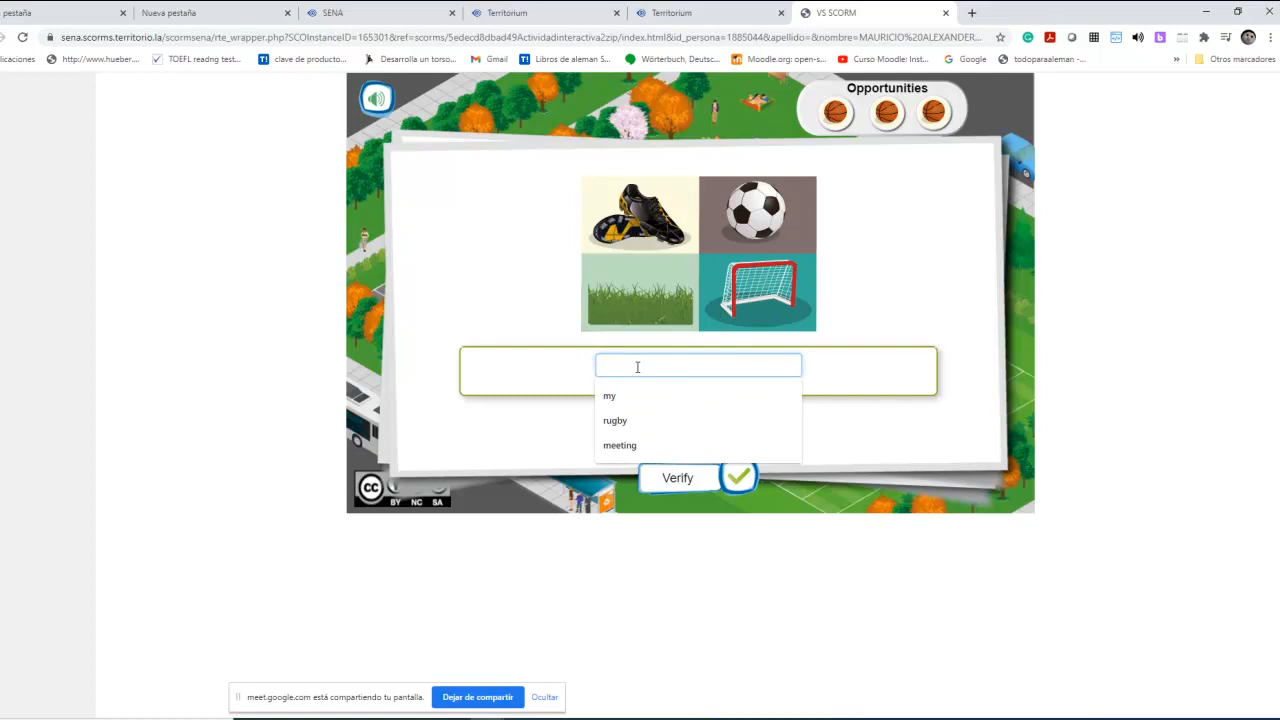 a pestaña
Nueva pestaña
SENA
Territorium
Territorium
VS SCORM
sena.scorms.territorio.la/scormsena/rte_wrapper.php?SCOInstanceID=165301&ref=scorms/5edecd8dbad49Actividadinteractiva2zip/index.html&id_persona=1885044&apellido=&nombre=MAURICIO%20ALEXANDER...
licaciones
http://www.hueber....
TOEFL readng test...
clave de producto...
Desarrolla un torso...
Gmail
Libros de aleman S...
Wörterbuch, Deutsc...
Moodle.org: open-s...
Curso Moodle: Inst...
Google
todoparaaleman -...
Otros marcadores
Opportunities
my
rugby
meeting
Verify
CC
BY NC SA
meet.google.com está compartiendo tu pantalla.
Dejar de compartir
Ocultar